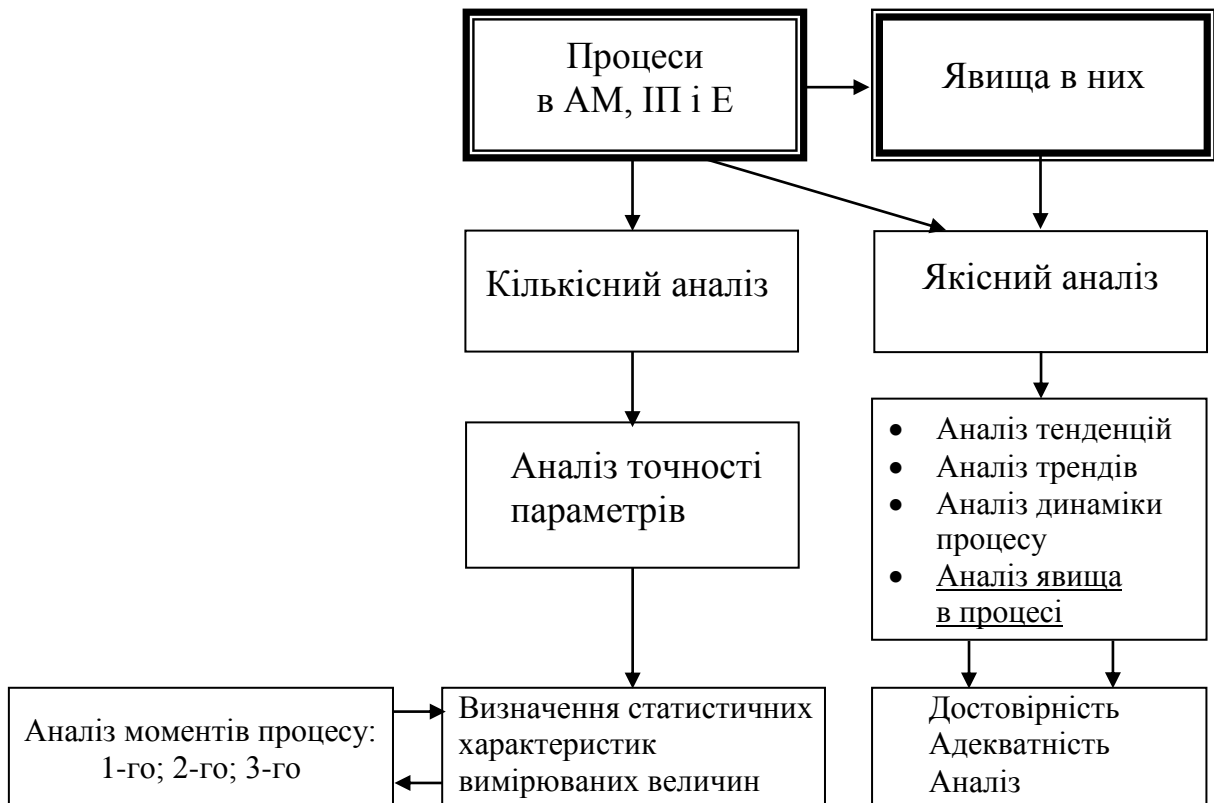 Процеси
в АМ, ІП і Е
Явища в них
Кількісний аналіз
Якісний аналіз
Аналіз точності
параметрів
• Аналіз тенденцій
• Аналіз трендів
• Аналіз динаміки
процесу
• Аналіз явища
в процесі
Аналіз моментів процесу:
1-го; 2-го; 3-го
Визначення статистичних
характеристик
вимірюваних величин
Достовірність
Адекватність
Аналіз